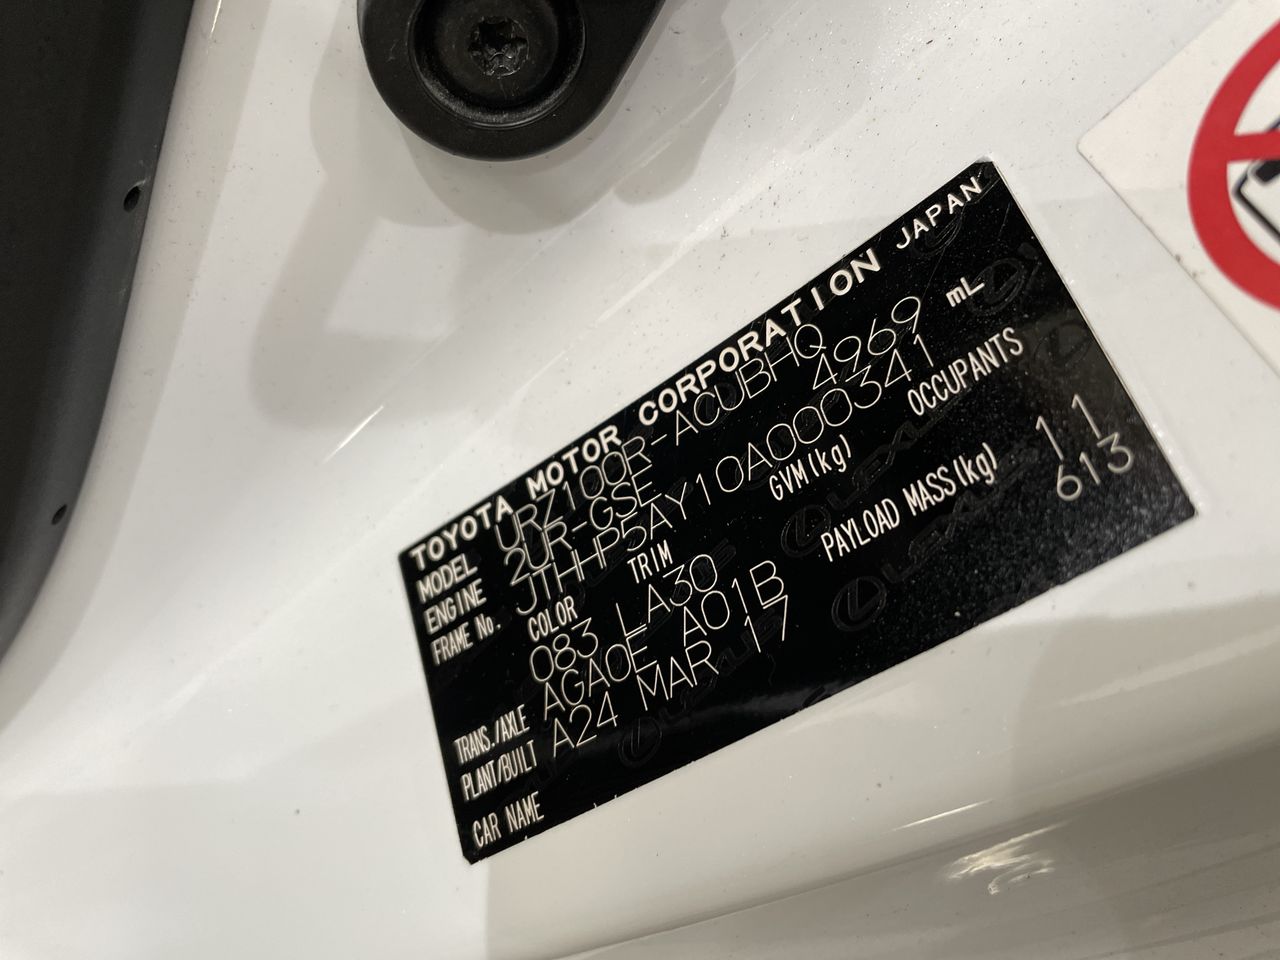 TOYOTA MOTOR CORPORATION JAPAN
MODEL URZ100R-ACUBHQ
ENGINE 2UR-GSE 4969 mL
FRAME No. JTHHP5AY10A000341
COLOR TRIM GVM(kg) OCCUPANTS
083 LA30 PAYLOAD MASS(kg) 11
613
TRANS./AXLE AGA0E A01B
PLANT/BUILT A24 MAR 17
CAR NAME